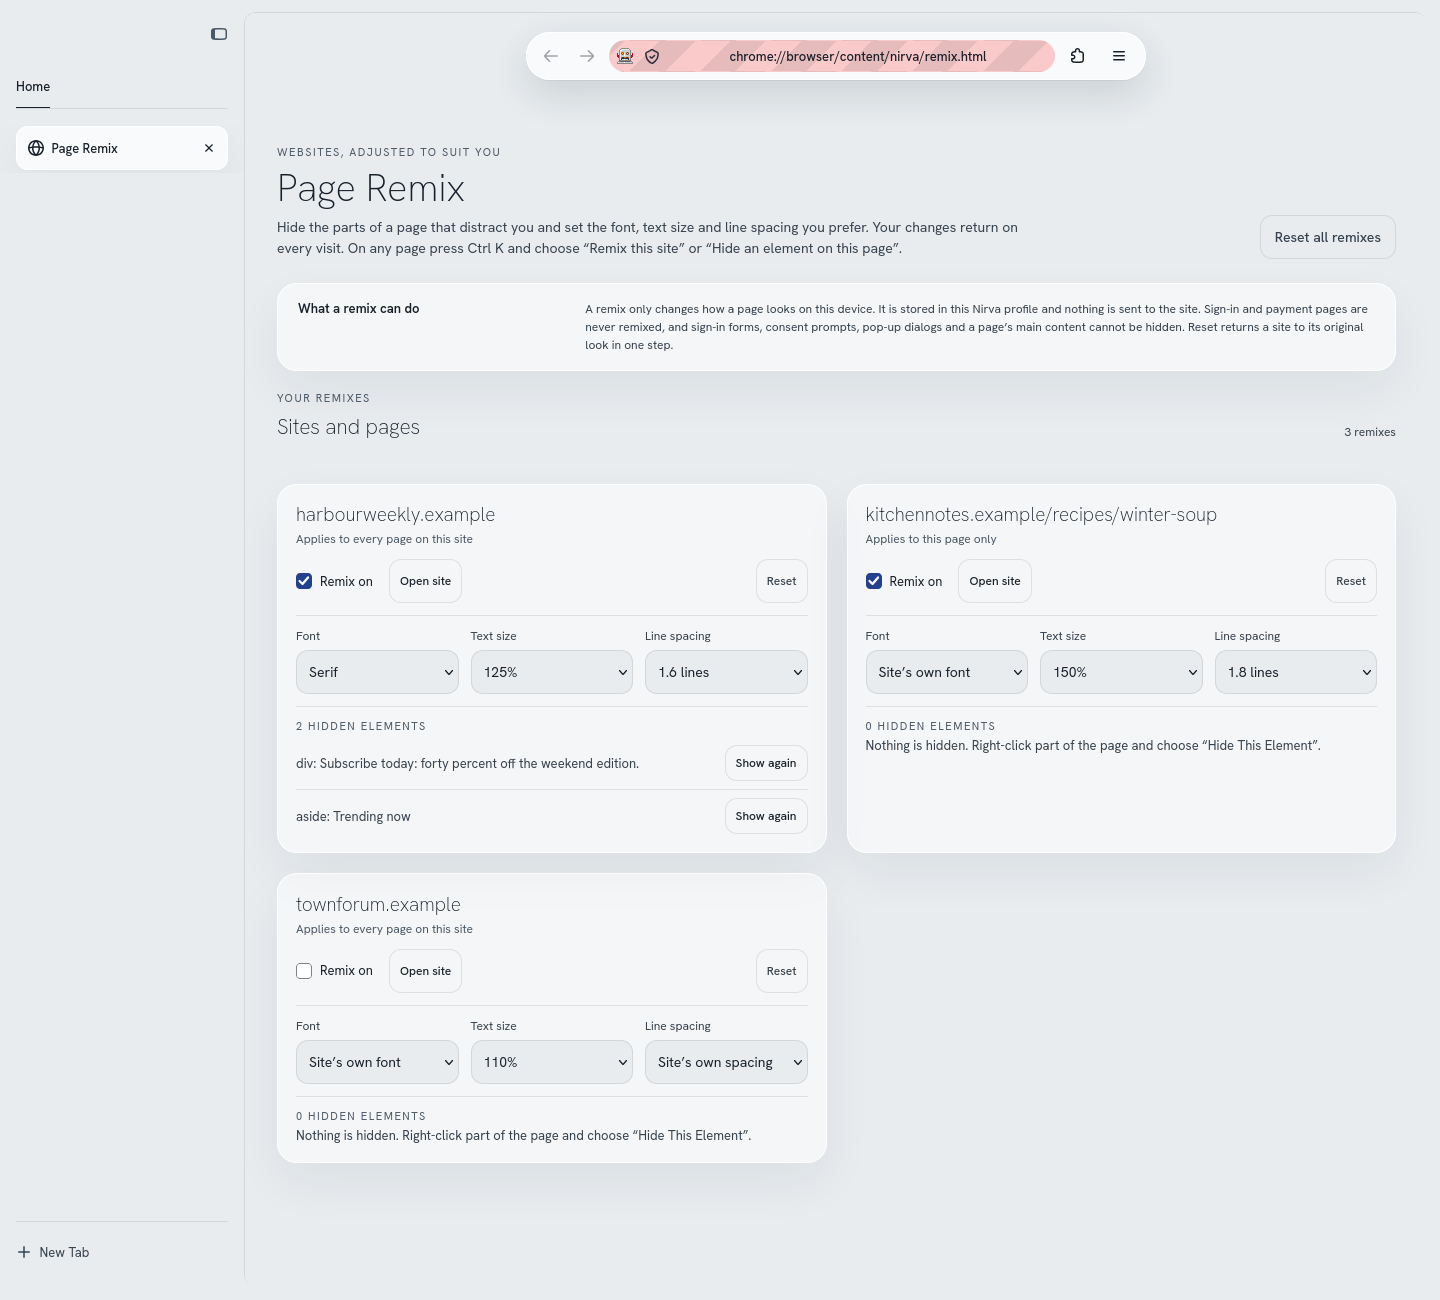 Home
Page Remix
chrome://browser/content/nirva/remix.html
WEBSITES, ADJUSTED TO SUIT YOU
Page Remix
Hide the parts of a page that distract you and set the font, text size and line spacing you prefer. Your changes return on
every visit. On any page press Ctrl K and choose “Remix this site” or “Hide an element on this page”.
Reset all remixes
What a remix can do
A remix only changes how a page looks on this device. It is stored in this Nirva profile and nothing is sent to the site. Sign-in and payment pages are
never remixed, and sign-in forms, consent prompts, pop-up dialogs and a page’s main content cannot be hidden. Reset returns a site to its original
look in one step.
YOUR REMIXES
Sites and pages
3 remixes
harbourweekly.example
Applies to every page on this site
Remix on
Open site
Reset
Font
Text size
Line spacing
Serif
125%
1.6 lines
2 HIDDEN ELEMENTS
div: Subscribe today: forty percent off the weekend edition.
Show again
aside: Trending now
Show again
kitchennotes.example/recipes/winter-soup
Applies to this page only
Remix on
Open site
Reset
Font
Text size
Line spacing
Site’s own font
150%
1.8 lines
0 HIDDEN ELEMENTS
Nothing is hidden. Right-click part of the page and choose “Hide This Element”.
townforum.example
Applies to every page on this site
Remix on
Open site
Reset
Font
Text size
Line spacing
Site’s own font
110%
Site’s own spacing
0 HIDDEN ELEMENTS
Nothing is hidden. Right-click part of the page and choose “Hide This Element”.
New Tab